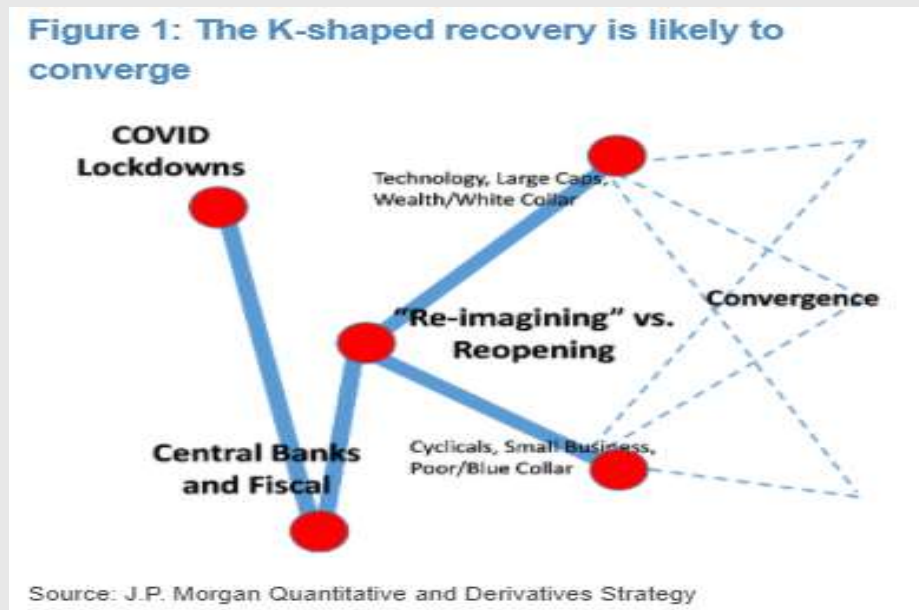 Figure 1: The K-shaped recovery is likely to
converge
COVID
Lockdowns
Technology, Large Caps,
Wealth/White Collar
"Re-imagining" vs.
Reopening
Convergence
Central Banks
and Fiscal
Cyclicals, Small Business,
Poor/Blue Collar
Source: J.P. Morgan Quantitative and Derivatives Strategy